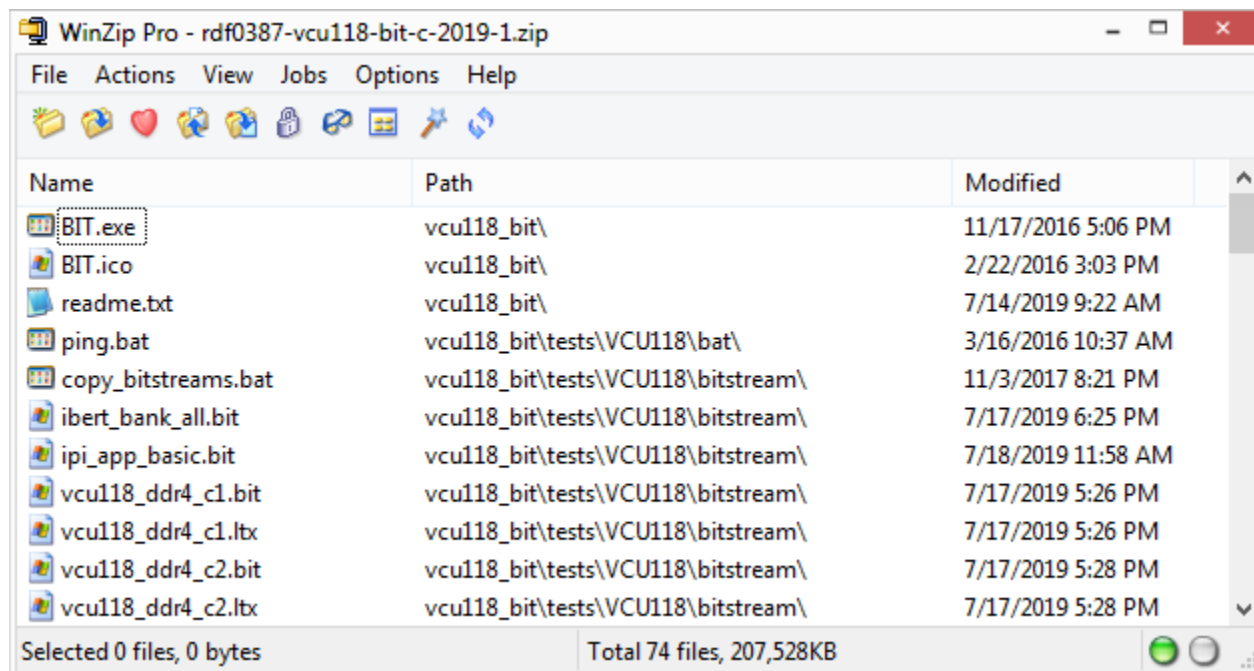 WinZip Pro - rdf0387-vcu118-bit-c-2019-1.zip
File Actions View Jobs Options Help
Name Path Modified
BIT.exe vcu118_bit\ 11/17/2016 5:06 PM
BIT.ico vcu118_bit\ 2/22/2016 3:03 PM
readme.txt vcu118_bit\ 7/14/2019 9:22 AM
ping.bat vcu118_bit\tests\VCU118\bat\ 3/16/2016 10:37 AM
copy_bitstreams.bat vcu118_bit\tests\VCU118\bitstream\ 11/3/2017 8:21 PM
ibert_bank_all.bit vcu118_bit\tests\VCU118\bitstream\ 7/17/2019 6:25 PM
ipi_app_basic.bit vcu118_bit\tests\VCU118\bitstream\ 7/18/2019 11:58 AM
vcu118_ddr4_c1.bit vcu118_bit\tests\VCU118\bitstream\ 7/17/2019 5:26 PM
vcu118_ddr4_c1.ltx vcu118_bit\tests\VCU118\bitstream\ 7/17/2019 5:26 PM
vcu118_ddr4_c2.bit vcu118_bit\tests\VCU118\bitstream\ 7/17/2019 5:28 PM
vcu118_ddr4_c2.ltx vcu118_bit\tests\VCU118\bitstream\ 7/17/2019 5:28 PM
Selected 0 files, 0 bytes Total 74 files, 207,528KB